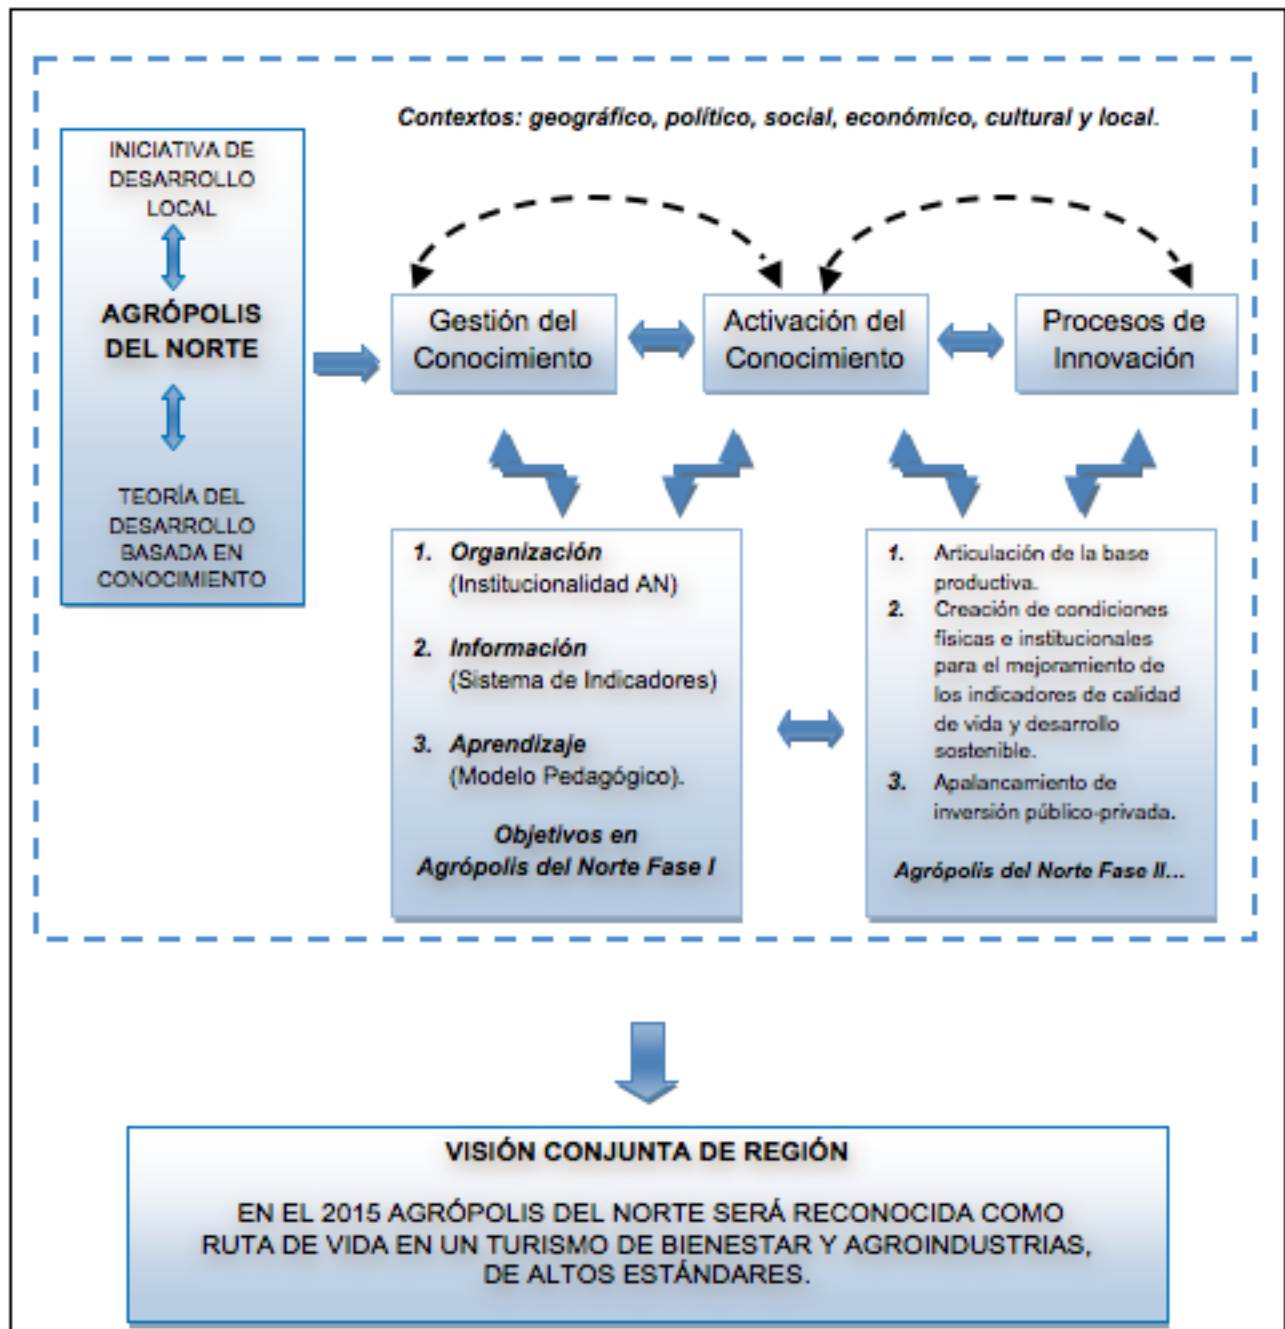 Contextos: geográfico, político, social, económico, cultural y local.
INICIATIVA DE
DESARROLLO
LOCAL
AGRÓPOLIS
DEL NORTE
TEORÍA DEL
DESARROLLO
BASADA EN
CONOCIMIENTO
Gestión del
Conocimiento
Activación del
Conocimiento
Procesos de
Innovación
1. Organización
(Institucionalidad AN)
2. Información
(Sistema de Indicadores)
3. Aprendizaje
(Modelo Pedagógico).
Objetivos en
Agrópolis del Norte Fase I
1. Articulación de la base
productiva.
2. Creación de condiciones
físicas e institucionales
para el mejoramiento de
los indicadores de calidad
de vida y desarrollo
sostenible.
3. Apalancamiento de
inversión público-privada.
Agrópolis del Norte Fase II...
VISIÓN CONJUNTA DE REGIÓN
EN EL 2015 AGRÓPOLIS DEL NORTE SERÁ RECONOCIDA COMO
RUTA DE VIDA EN UN TURISMO DE BIENESTAR Y AGROINDUSTRIAS,
DE ALTOS ESTÁNDARES.